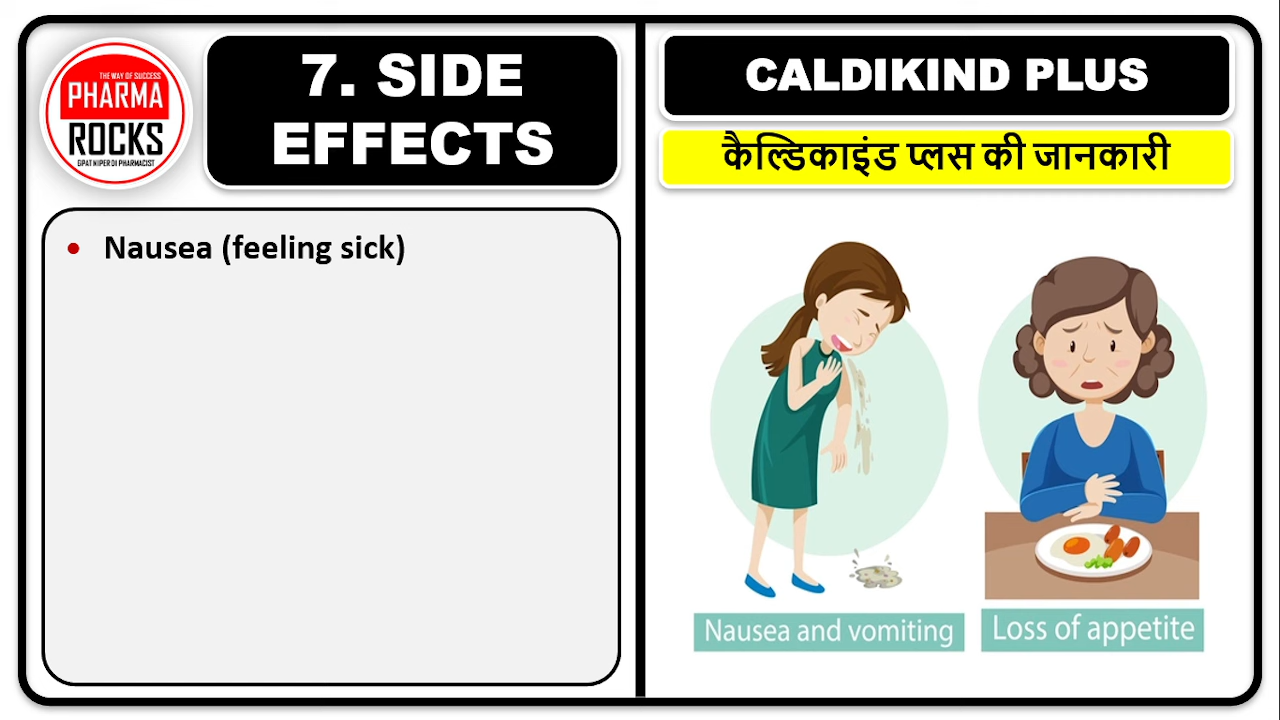 THE WAY OF SUCCESS
PHARMA
ROCKS
GPAT NIPER DI PHARMACIST
7. SIDE
EFFECTS
• Nausea (feeling sick)
CALDIKIND PLUS
कैल्डिकाइंड प्लस की जानकारी
Nausea and vomiting
Loss of appetite